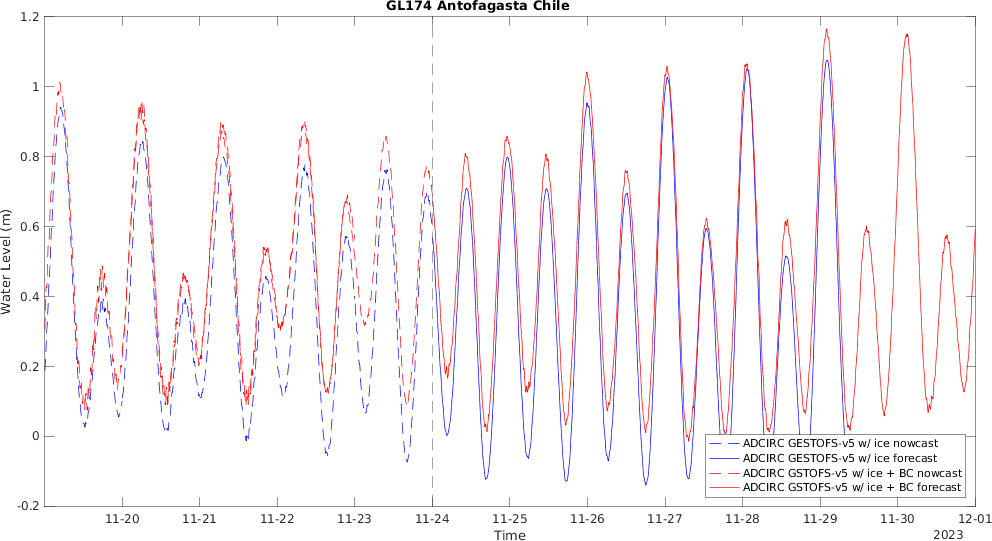 GL174 Antofagasta Chile
Water Level (m)
1.2
1
0.8
0.6
0.4
0.2
0
-0.2
ADCIRC GESTOFS-v5 w/ ice nowcast
ADCIRC GESTOFS-v5 w/ ice forecast
ADCIRC GSTOFS-v5 w/ ice + BC nowcast
ADCIRC GSTOFS-v5 w/ ice + BC forecast
11-20 11-21 11-22 11-23 11-24 11-25 11-26 11-27 11-28 11-29 11-30 12-01
Time
2023